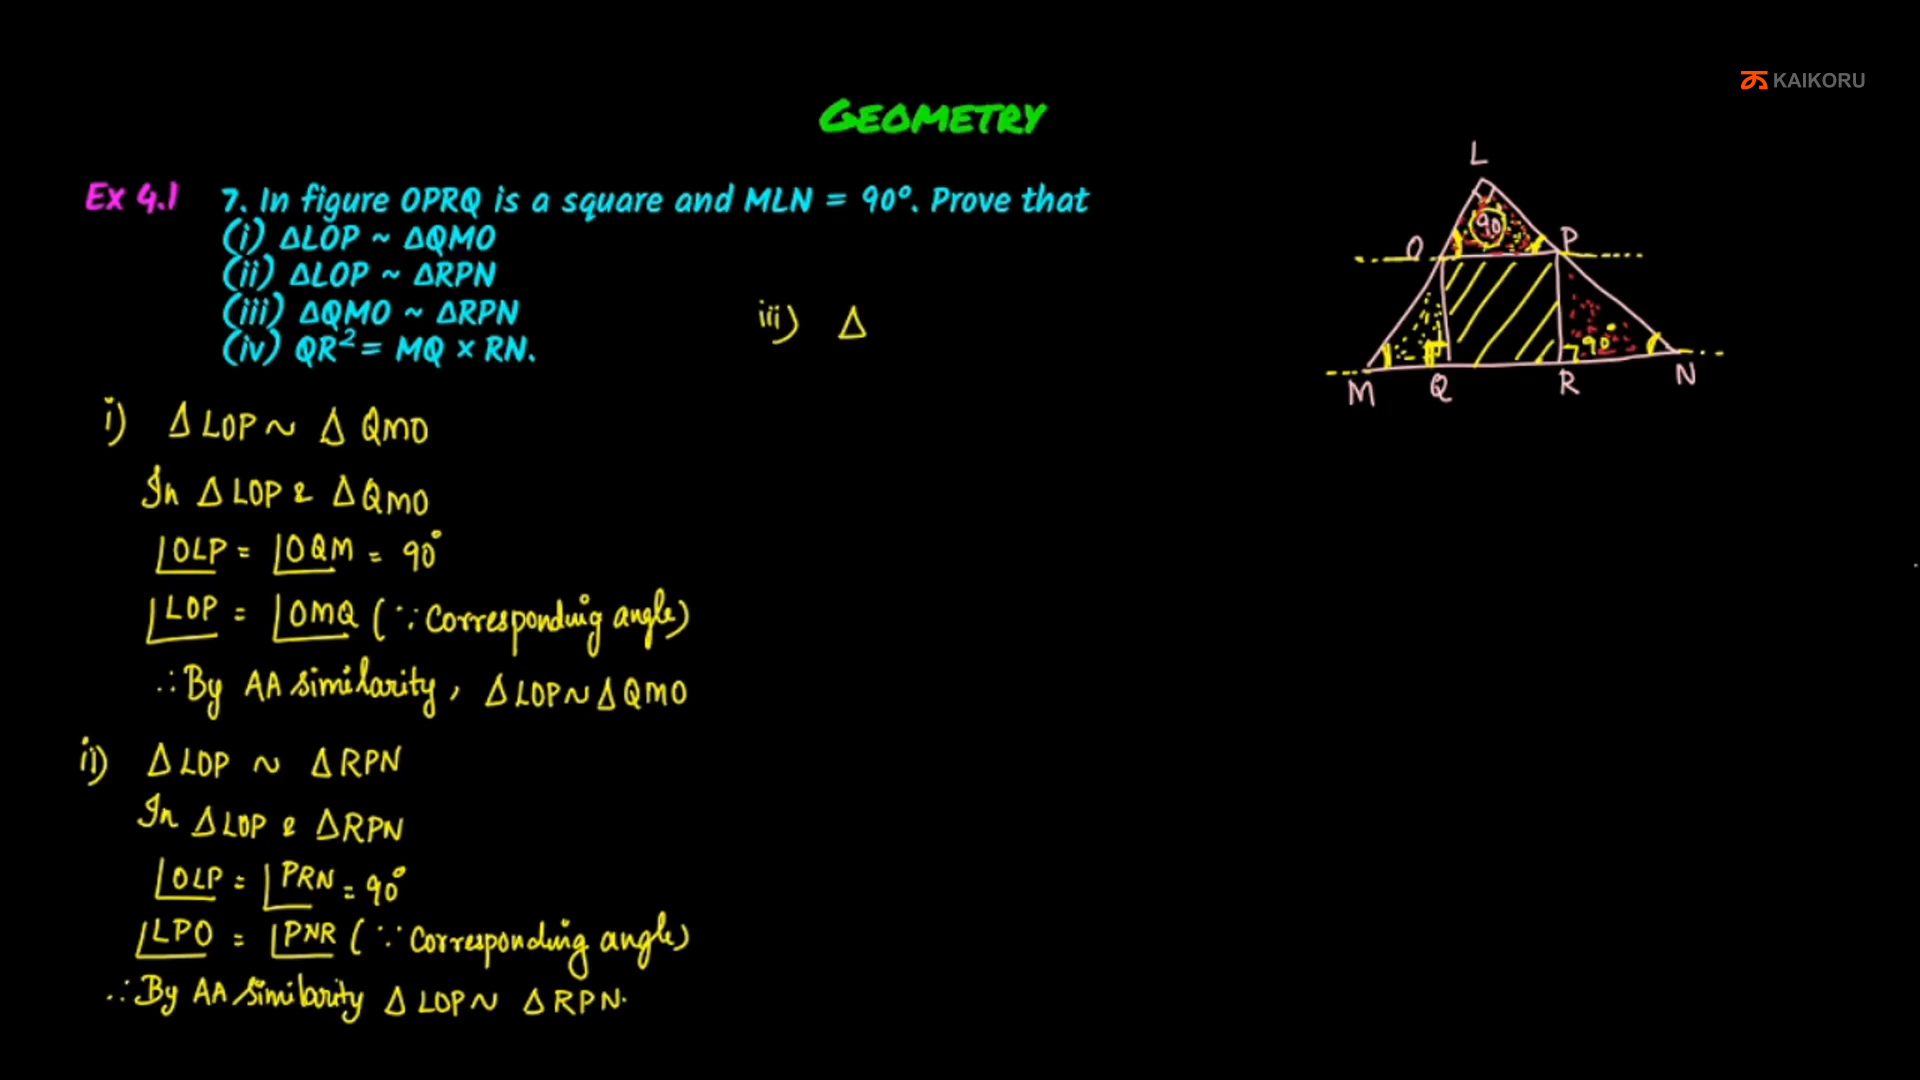 KAIKORU
GEOMETRY
Ex 4.1 7. In figure OPRQ is a square and MLN = 90°. Prove that
(i) ΔLOP ~ ΔQMO
(ii) ΔLOP ~ ΔRPN
(iii) ΔQMO ~ ΔRPN
(iv) QR² = MQ × RN.
i) Δ LOP ~ Δ QMO
In Δ LOP & Δ QMO
∠OLP = ∠OQM = 90°
∠LOP = ∠OMQ (∵ Corresponding angle)
∴ By AA similarity, Δ LOP ~ Δ QMO
ii) Δ LOP ~ Δ RPN
In Δ LOP & Δ RPN
∠OLP = ∠PRN = 90°
∠LPO = ∠PNR (∵ Corresponding angle)
∴ By AA Similarity Δ LOP ~ Δ RPN.
iii) Δ
L
90
O P
90°
M Q R N